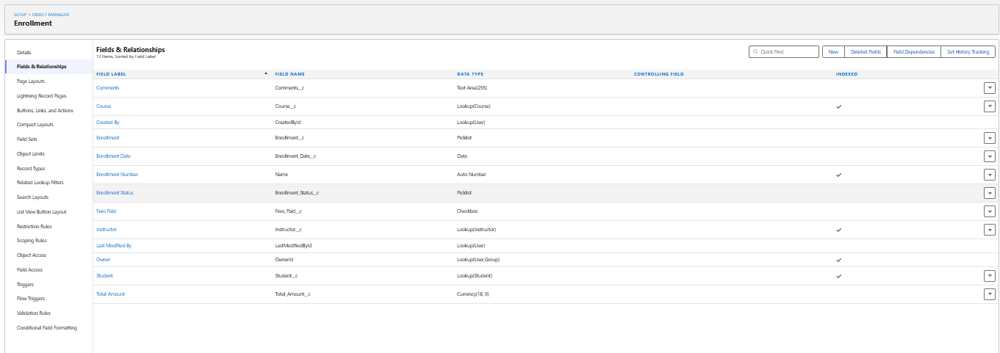 SETUP > OBJECT MANAGER
Enrollment
Details
Fields & Relationships
Page Layouts
Lightning Record Pages
Buttons, Links, and Actions
Compact Layouts
Field Sets
Object Limits
Record Types
Related Lookup Filters
Search Layouts
List View Button Layout
Restriction Rules
Scoping Rules
Object Access
Field Access
Triggers
Flow Triggers
Validation Rules
Conditional Field Formatting
Fields & Relationships
13 Items, Sorted by Field Label
Quick Find New Deleted Fields Field Dependencies Set History Tracking
FIELD LABEL FIELD NAME DATA TYPE CONTROLLING FIELD INDEXED
Comments Comments__c Text Area(255)
Course Course__c Lookup(Course)
Created By CreatedById Lookup(User)
Enrollment Enrollment__c Picklist
Enrollment Date Enrollment_Date__c Date
Enrollment Number Name Auto Number
Enrollment Status Enrollment_Status__c Picklist
Fees Paid Fees_Paid__c Checkbox
Instructor Instructor__c Lookup(Instructor)
Last Modified By LastModifiedById Lookup(User)
Owner OwnerId Lookup(User,Group)
Student Student__c Lookup(Student)
Total Amount Total_Amount__c Currency(18, 0)